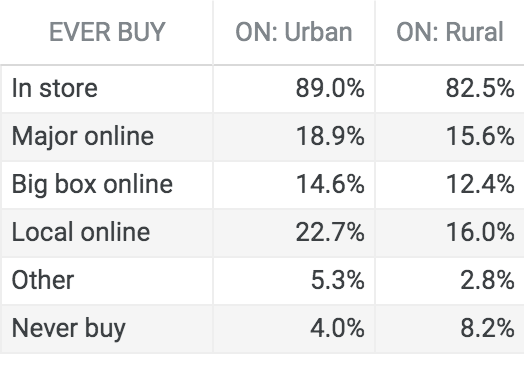 EVER BUY ON: Urban ON: Rural
In store 89.0% 82.5%
Major online 18.9% 15.6%
Big box online 14.6% 12.4%
Local online 22.7% 16.0%
Other 5.3% 2.8%
Never buy 4.0% 8.2%